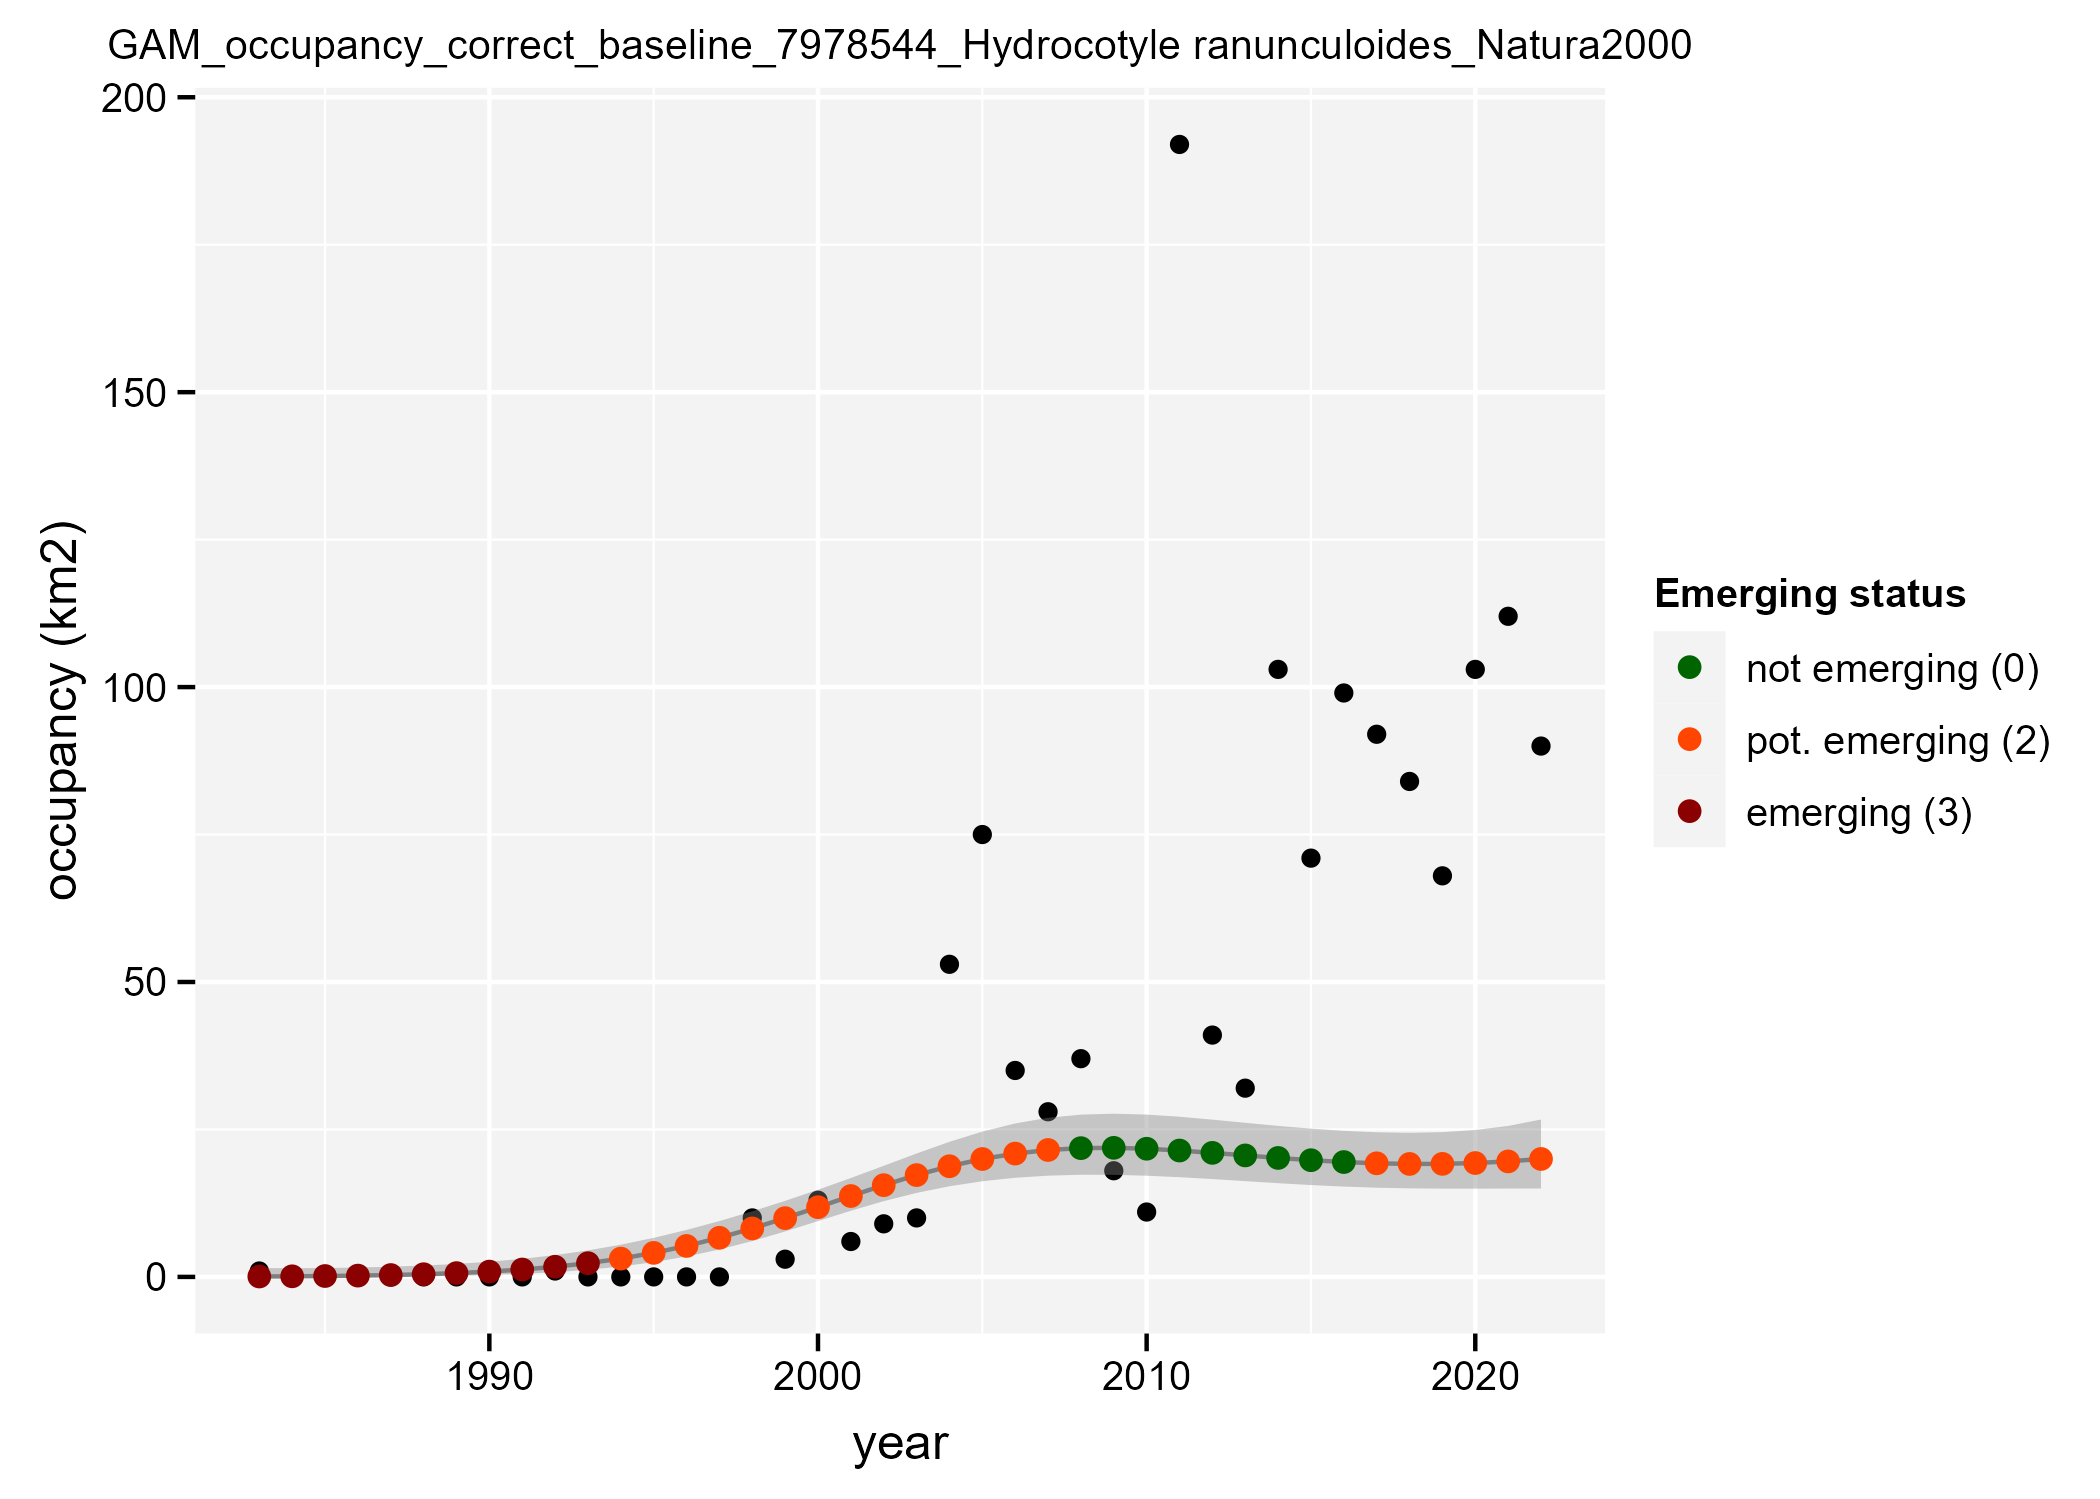 GAM_occupancy_correct_baseline_7978544_Hydrocotyle ranunculoides_Natura2000
200
150
100
50
0
occupancy (km2)
1990
2000
2010
2020
year
Emerging status
not emerging (0)
pot. emerging (2)
emerging (3)